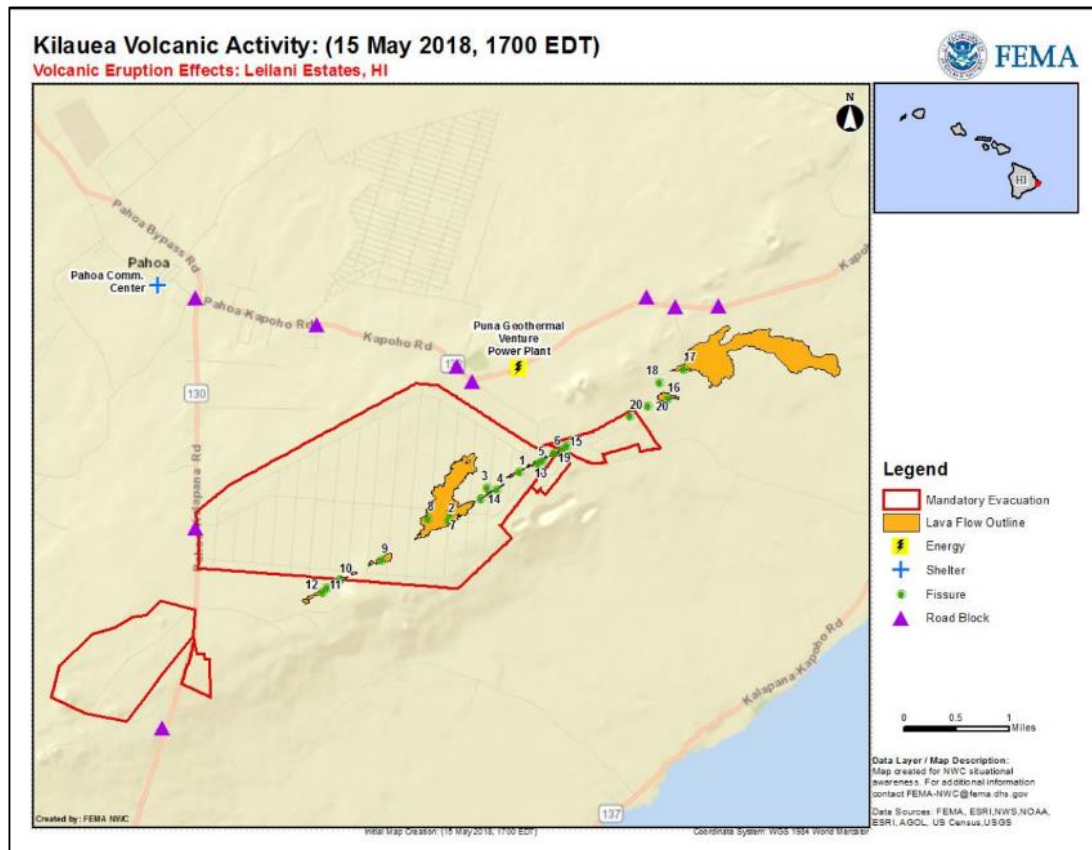 Kilauea Volcanic Activity: (15 May 2018, 1700 EDT)
Volcanic Eruption Effects: Leilani Estates, HI
FEMA
N
HI
Pahoa Bypass Rd
Pahoa
Pahoa Comm.
Center
Pahoa-Kapoho Rd
Kapoho Rd
Puna Geothermal
Venture
Power Plant
130
Kalapana Rd
17
18
16
20
20
6
15
5
19
13
1
3
4
14
8
2
7
9
10
12
11
Kalapana-Kapoho Rd
137
Legend
Mandatory Evacuation
Lava Flow Outline
Energy
Shelter
Fissure
Road Block
0 0.5 1
Miles
Data Layer / Map Description:
Map created for NWC situational
awareness. For additional information
contact FEMA-NWC@fema.dhs.gov
Data Sources: FEMA, ESRI,NWS,NOAA,
ESRI, AGOL, US Census,USGS
Created by: FEMA NWC
Initial Map Creation: (15 May 2018, 1700 EDT)
Coordinate System: WGS 1984 World Mercator